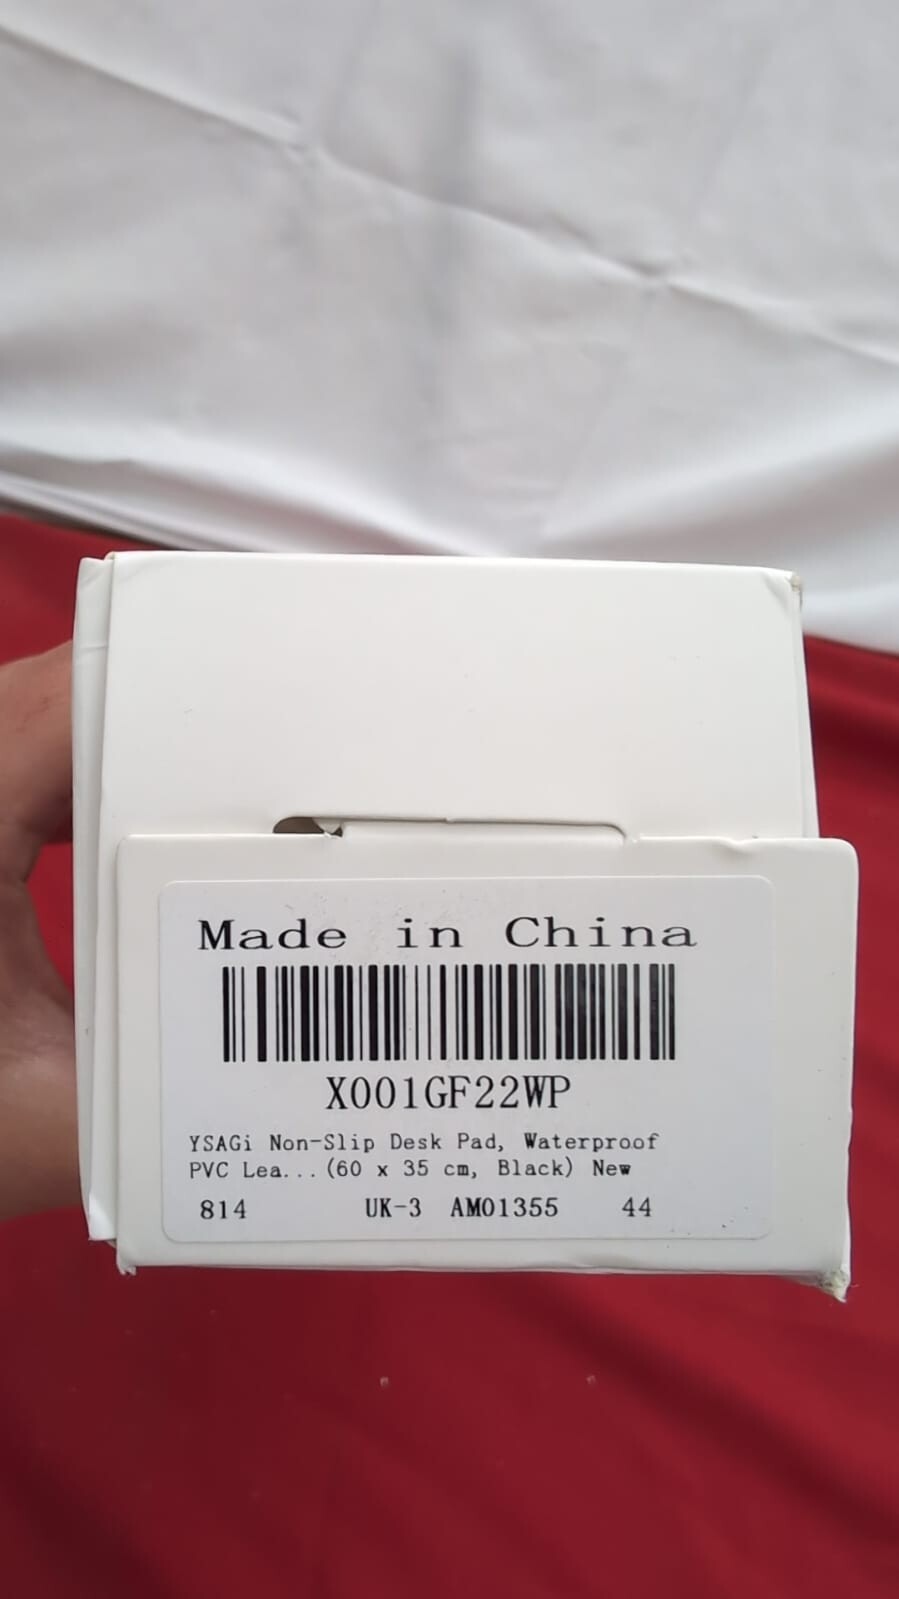 Made in China
X001GF22WP
YSAGi Non-Slip Desk Pad, Waterproof
PVC Lea...(60 x 35 cm, Black) New
814 UK-3 AM01355 44